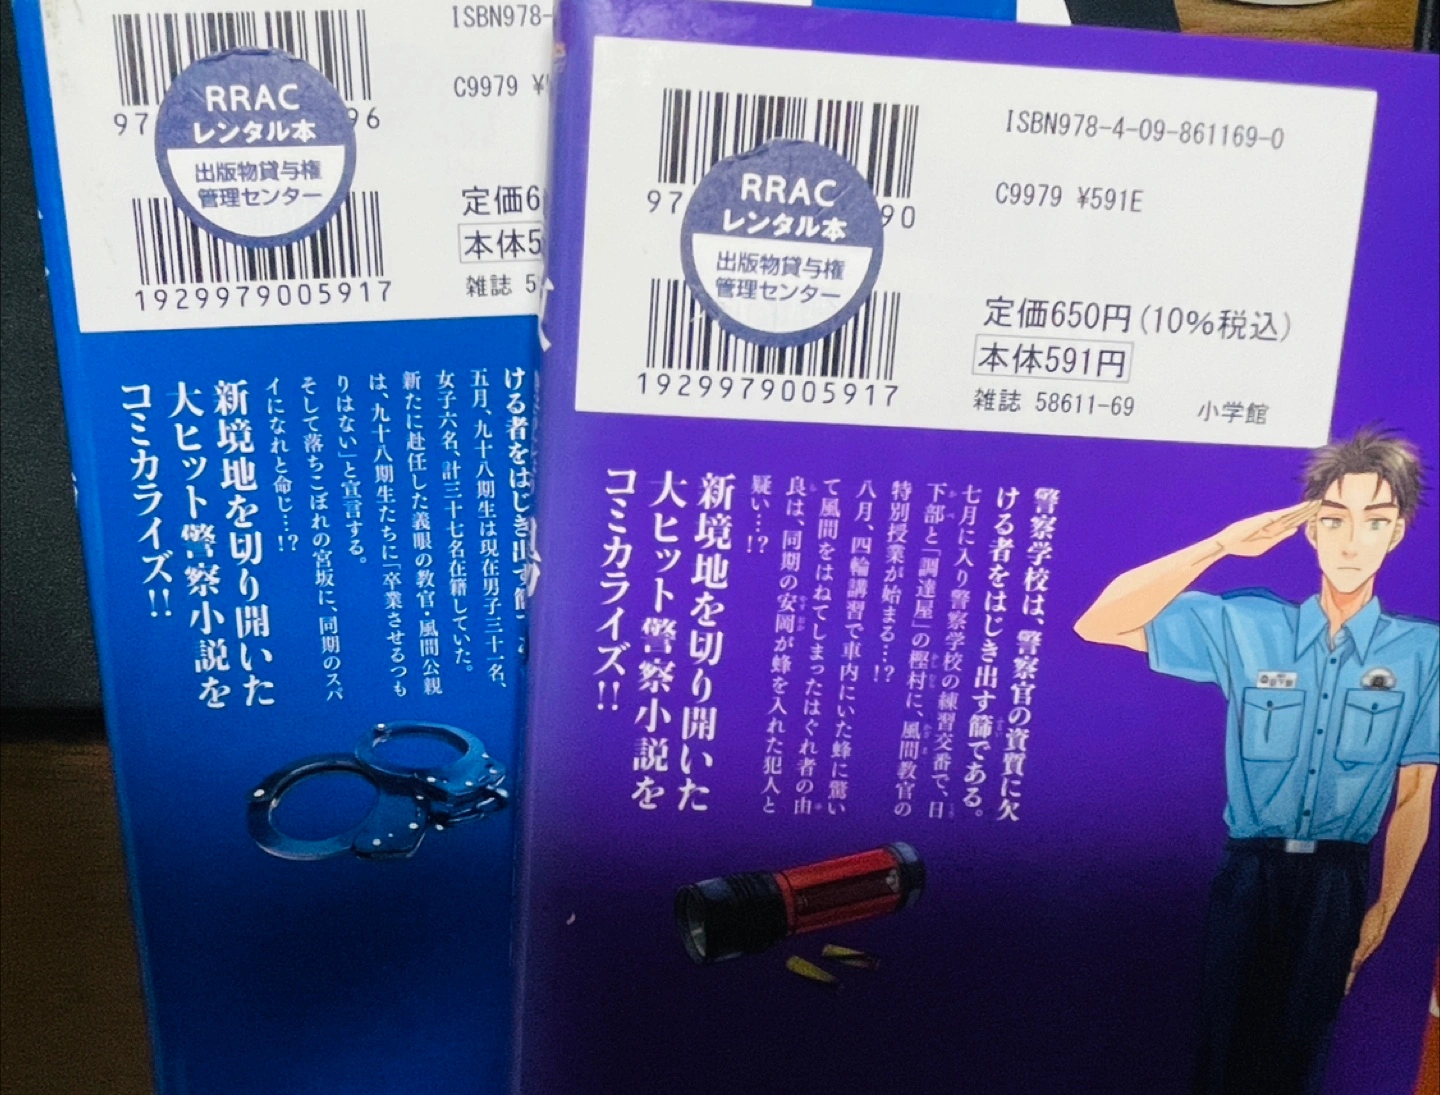 ISBN978-
C9979 ¥
97
96
RRAC
レンタル本
出版物貸与権
管理センター
定価6
本体5
雑誌 5
1929979005917
ける者をはじき出す篩
五月、九十八期生は現在男子三十一名、
女子六名、計三十七名在籍していた。
新たに赴任した義眼の教官・風間公親
は、九十八期生たちに「卒業させるつも
りはない」と宣言する。
そして落ちこぼれの宮坂に、同期のスパ
イになれと命じ…!?
新境地を切り開いた
大ヒット警察小説を
コミカライズ!!
ISBN978-4-09-861169-0
C9979 ¥591E
97
90
RRAC
レンタル本
出版物貸与権
管理センター
定価650円(10%税込)
本体591円
雑誌 58611-69
小学館
1929979005917
警察学校は、警察官の資質に欠
ける者をはじき出す篩である。
七月に入り警察学校の練習交番で、日
下部と「調達屋」の樫村に、風間教官の
特別授業が始まる…!?
八月、四輪講習で車内にいた蜂に驚い
て風間をはねてしまったはぐれ者の由
良は、同期の安岡が蜂を入れた犯人と
疑い…!?
新境地を切り開いた
大ヒット警察小説を
コミカライズ!!